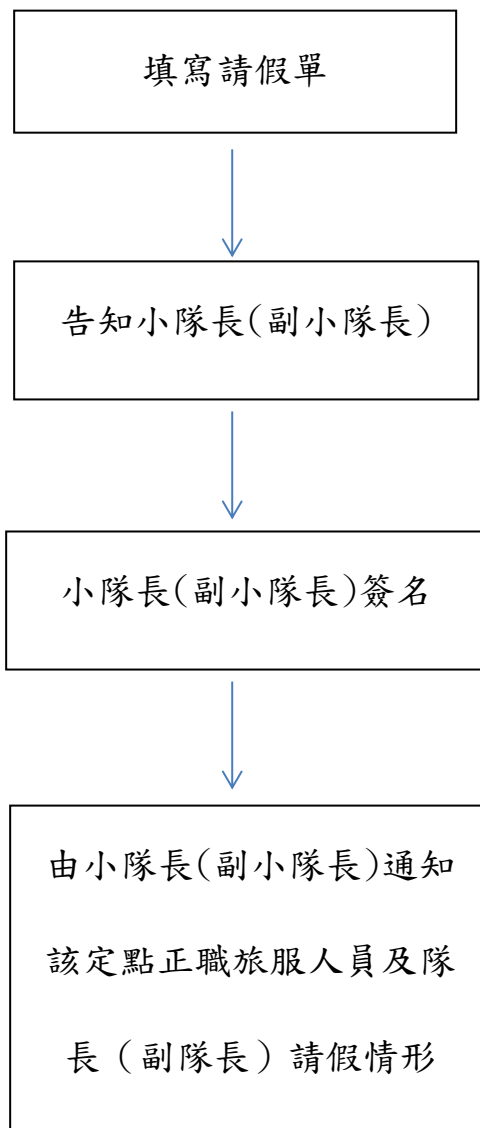 填寫請假單
告知小隊長(副小隊長)
小隊長(副小隊長)簽名
由小隊長(副小隊長)通知
該定點正職旅服人員及隊
長（副隊長）請假情形